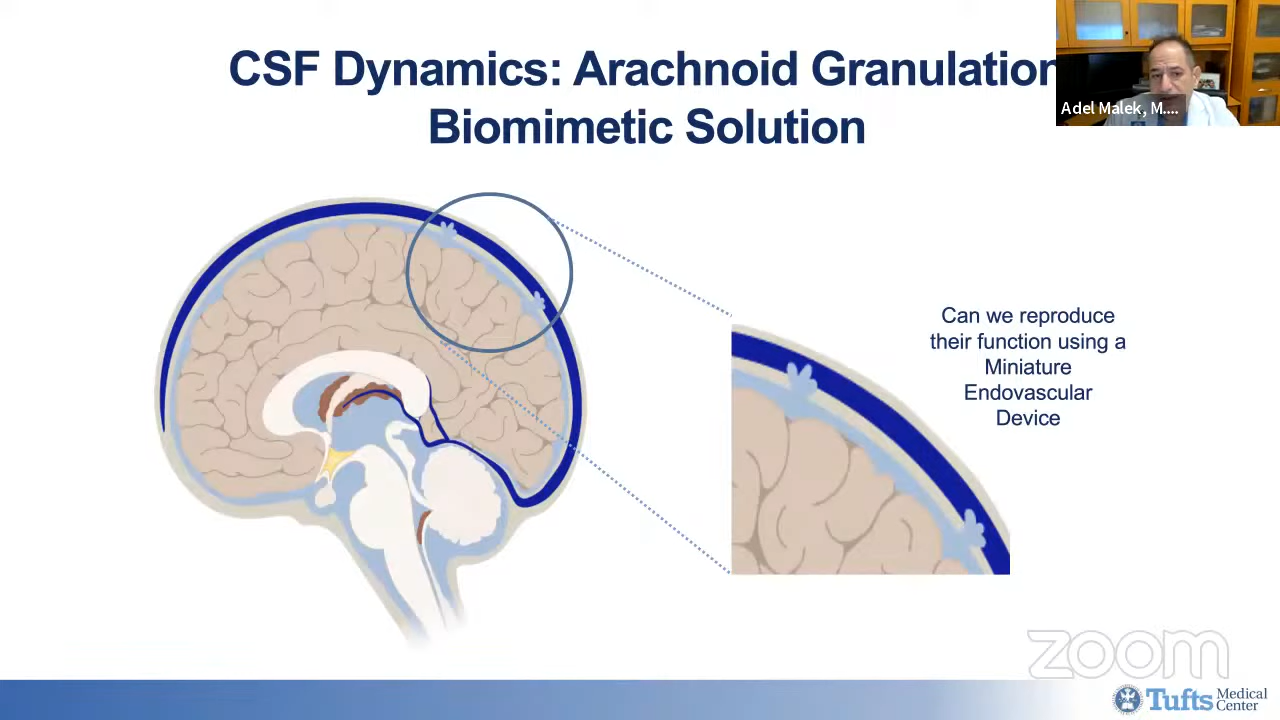 CSF Dynamics: Arachnoid Granulation
Biomimetic Solution
Adel Malek, M....
Can we reproduce
their function using a
Miniature
Endovascular
Device
zoom
Tufts Medical
Center